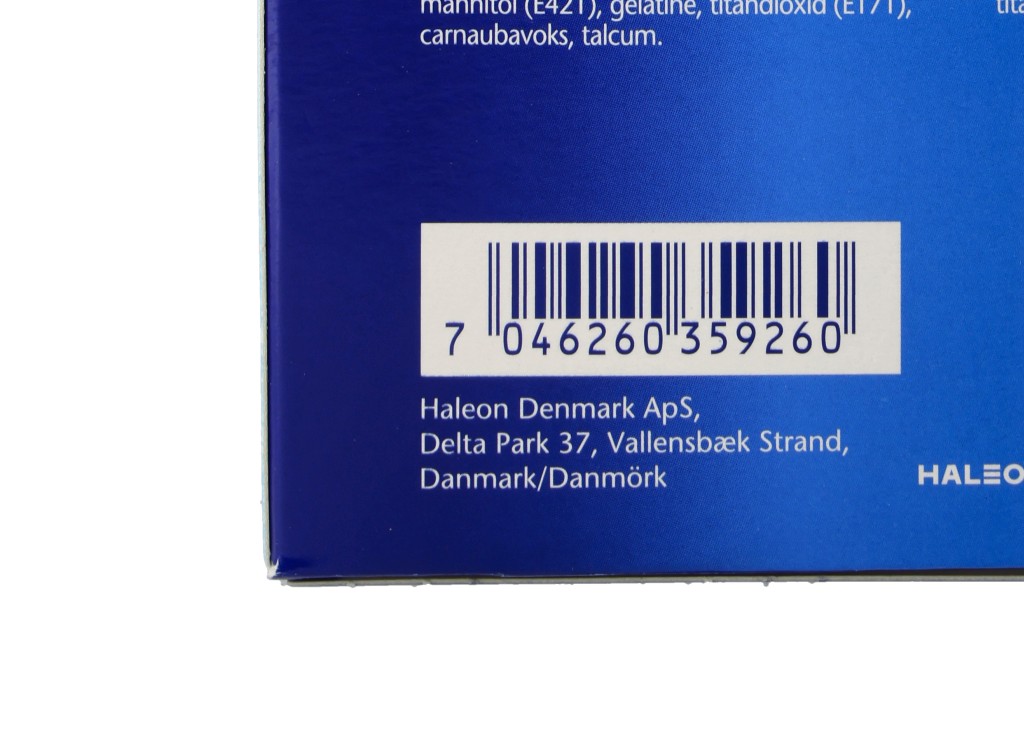 mannitol (E421), gelatine, titandioxid (E171),
carnaubavoks, talcum.
7 046260 359260
Haleon Denmark ApS,
Delta Park 37, Vallensbæk Strand,
Danmark/Danmörk
HALEO